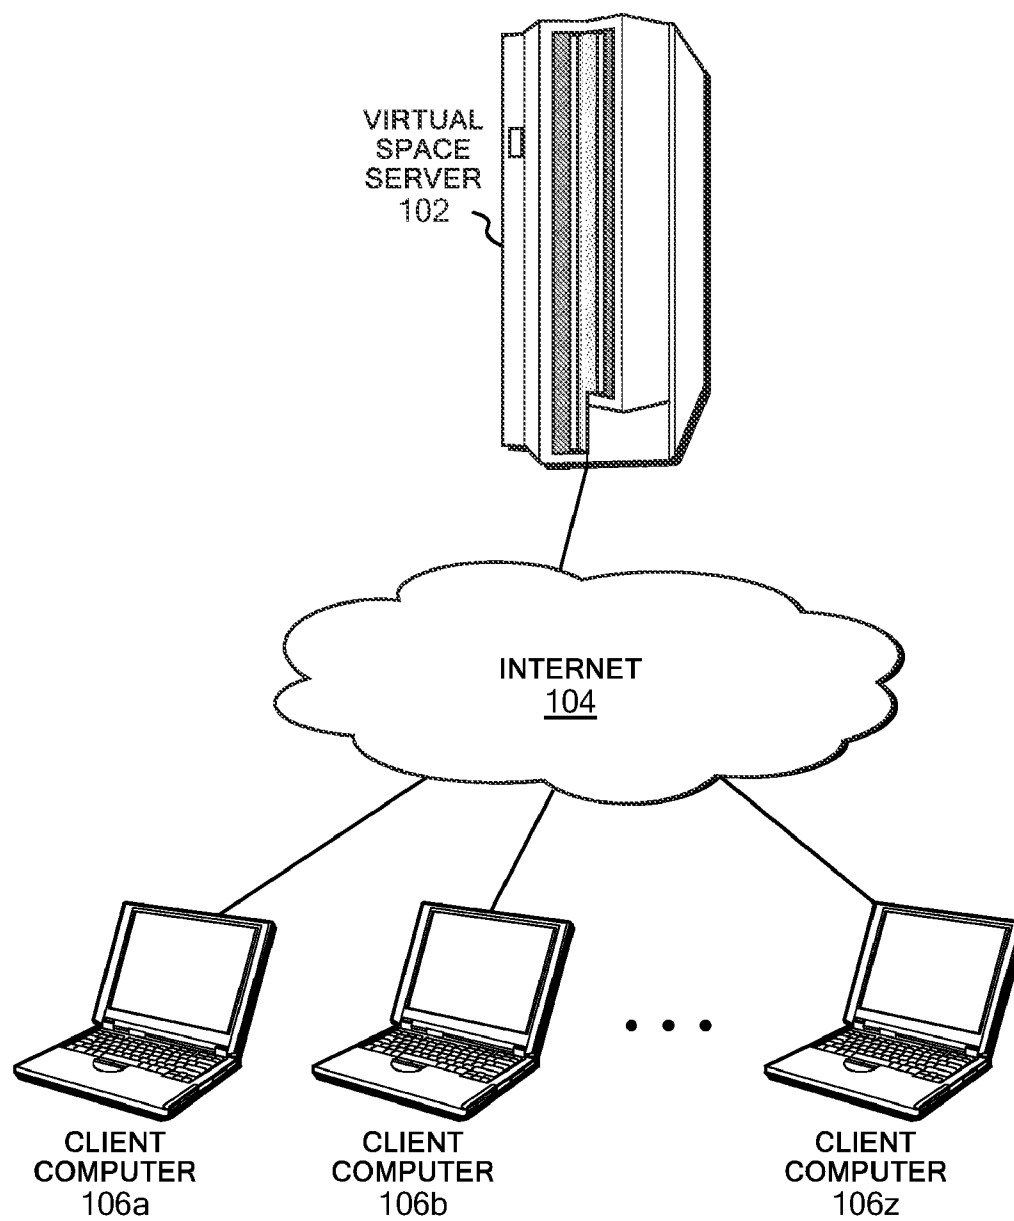 VIRTUAL
SPACE
SERVER
102
INTERNET
104
CLIENT
COMPUTER
106a
CLIENT
COMPUTER
106b
CLIENT
COMPUTER
106z